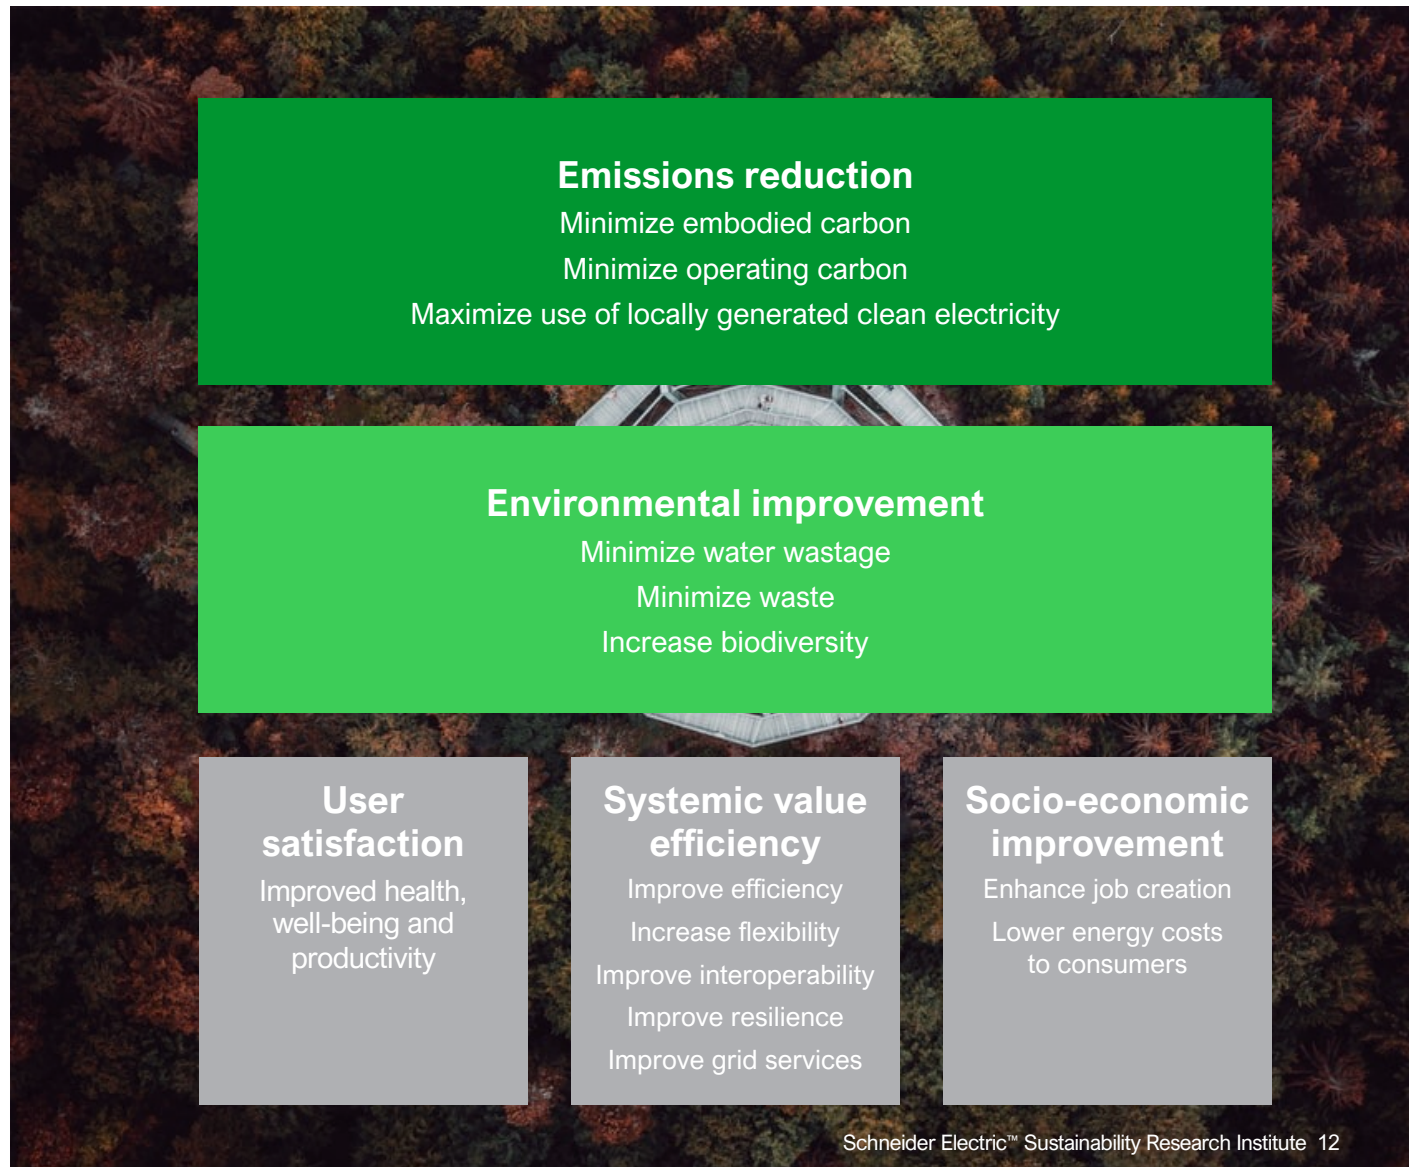 Emissions reduction
Minimize embodied carbon
Minimize operating carbon
Maximize use of locally generated clean electricity
Environmental improvement
Minimize water wastage
Minimize waste
Increase biodiversity
User
satisfaction
Improved health,
well-being and
productivity
Systemic value
efficiency
Improve efficiency
Increase flexibility
Improve interoperability
Improve resilience
Improve grid services
Socio-economic
improvement
Enhance job creation
Lower energy costs
to consumers
Schneider Electric™ Sustainability Research Institute 12